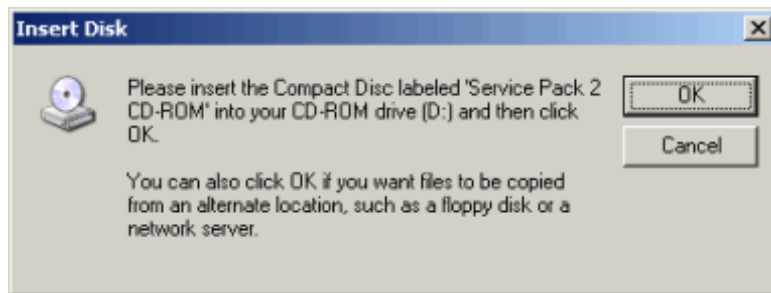 Insert Disk
Please insert the Compact Disc labeled 'Service Pack 2
CD-ROM' into your CD-ROM drive (D:) and then click
OK.
You can also click OK if you want files to be copied
from an alternate location, such as a floppy disk or a
network server.
OK
Cancel